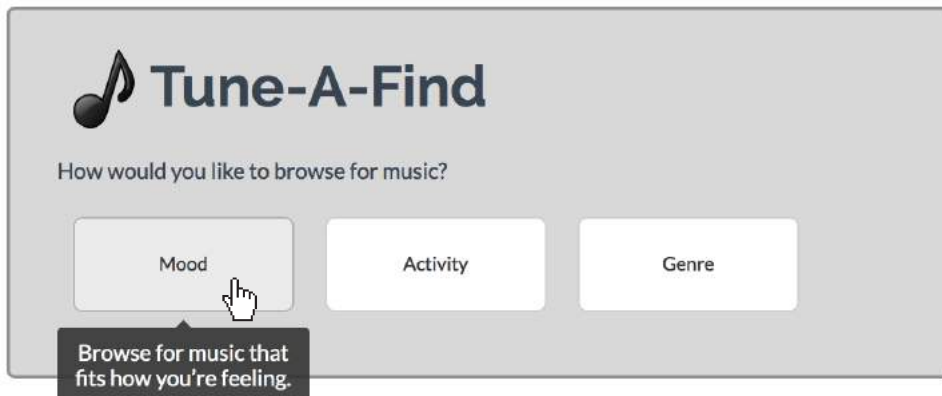 Tune-A-Find
How would you like to browse for music?
Mood
Activity
Genre
Browse for music that
fits how you're feeling.